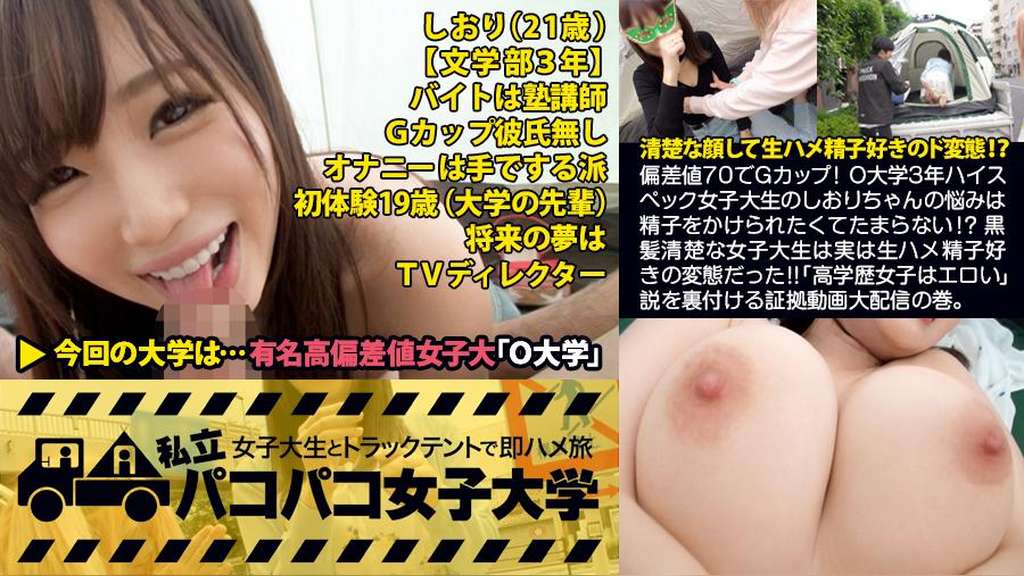 しおり（21歳）
【文学部３年】
バイトは塾講師
Gカップ彼氏無し
オナニーは手でする派
初体験19歳（大学の先輩）
将来の夢は
TVディレクター
▶今回の大学は…有名高偏差値女子大「O大学」
私立 女子大生とトラックテントで即ハメ旅
パコパコ女子大学
清楚な顔して生ハメ精子好きのド変態!?
偏差値70でGカップ！O大学3年ハイス
ペック女子大生のしおりちゃんの悩みは
精子をかけられたくてたまらない!？黒
髪清楚な女子大生は実は生ハメ精子好
きの変態だった!!「高学歴女子はエロい」
説を裏付ける証拠動画大配信の巻。